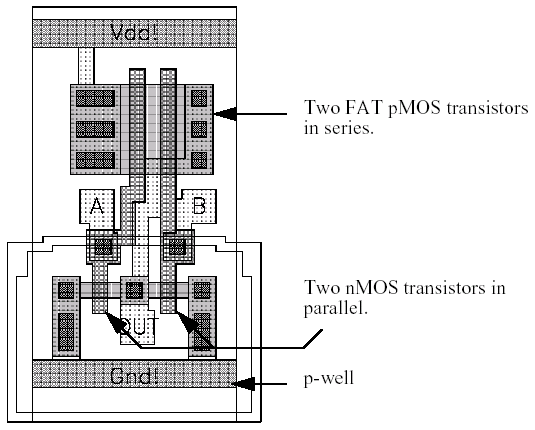 Vdd!
Two FAT pMOS transistors
in series.
A
B
Two nMOS transistors in
parallel.
OUT
Gnd!
p-well